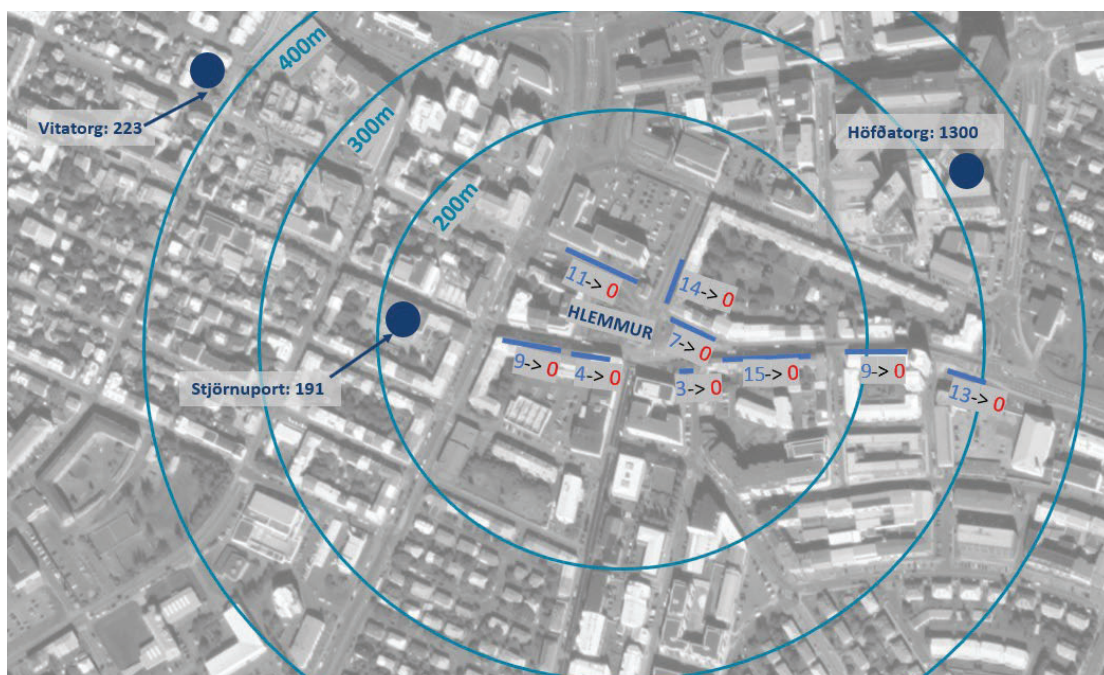 400m
Vitatorg: 223
300m
Höfðatorg: 1300
200m
11-> 0
14-> 0
HLEMMUR
7-> 0
9-> 0
4-> 0
3-> 0
15-> 0
9-> 0
13-> 0
Stjörnuport: 191